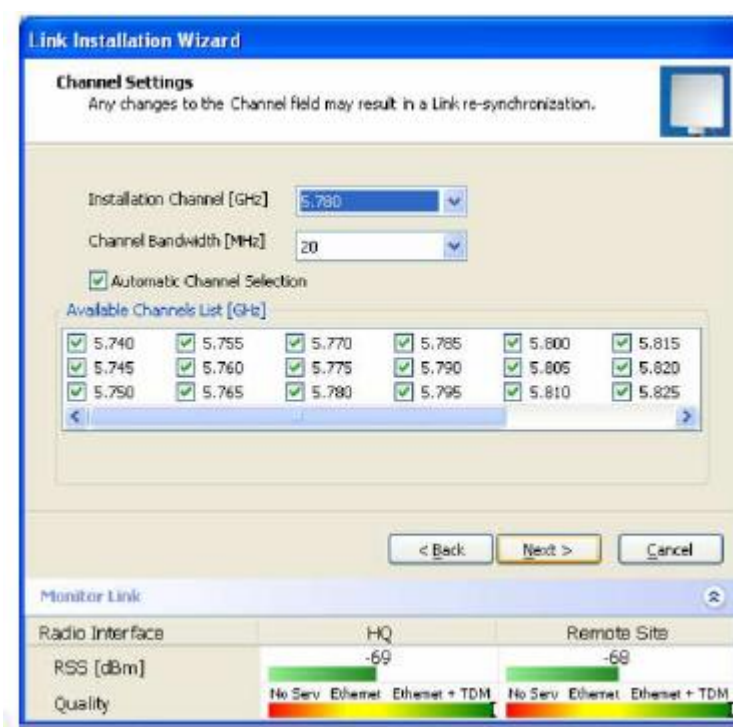 Link Installation Wizard
Channel Settings
Any changes to the Channel field may result in a Link re-synchronization.
Installation Channel [GHz] 5.780
Channel Bandwidth [MHz] 20
Automatic Channel Selection
Available Channels List [GHz]
5.740 5.755 5.770 5.785 5.800 5.815
5.745 5.760 5.775 5.790 5.805 5.820
5.750 5.765 5.780 5.795 5.810 5.825
< Back Next > Cancel
Monitor Link
Radio Interface HQ Remote Site
RSS [dBm] -69 -68
Quality No Serv Ethernet Ethernet + TDM No Serv Ethernet Ethernet + TDM